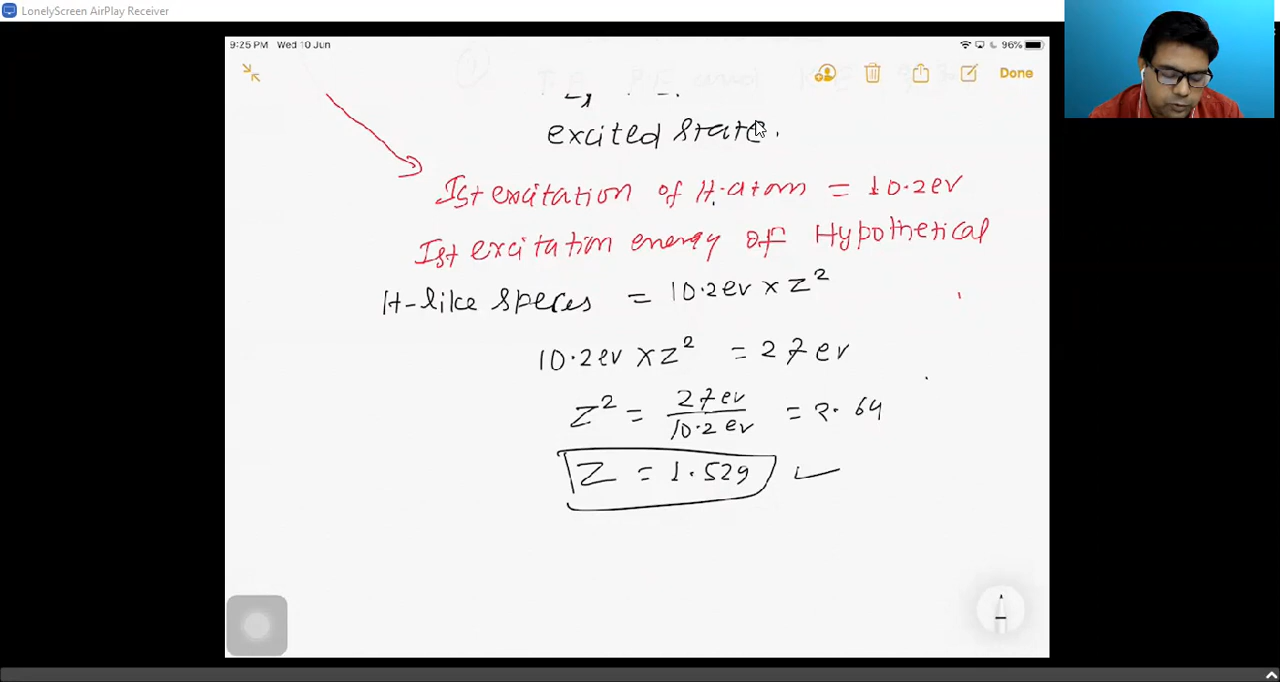 LonelyScreen AirPlay Receiver
9:25 PM Wed 10 Jun
96%
Done
excited state.
Ist excitation of H-atom = 10.2ev
Ist excitation energy of Hypothetical
H-like speces = 10.2ev x Z²
10.2ev x Z² = 27ev
Z² = 27ev/10.2ev = 2.64
Z = 1.529